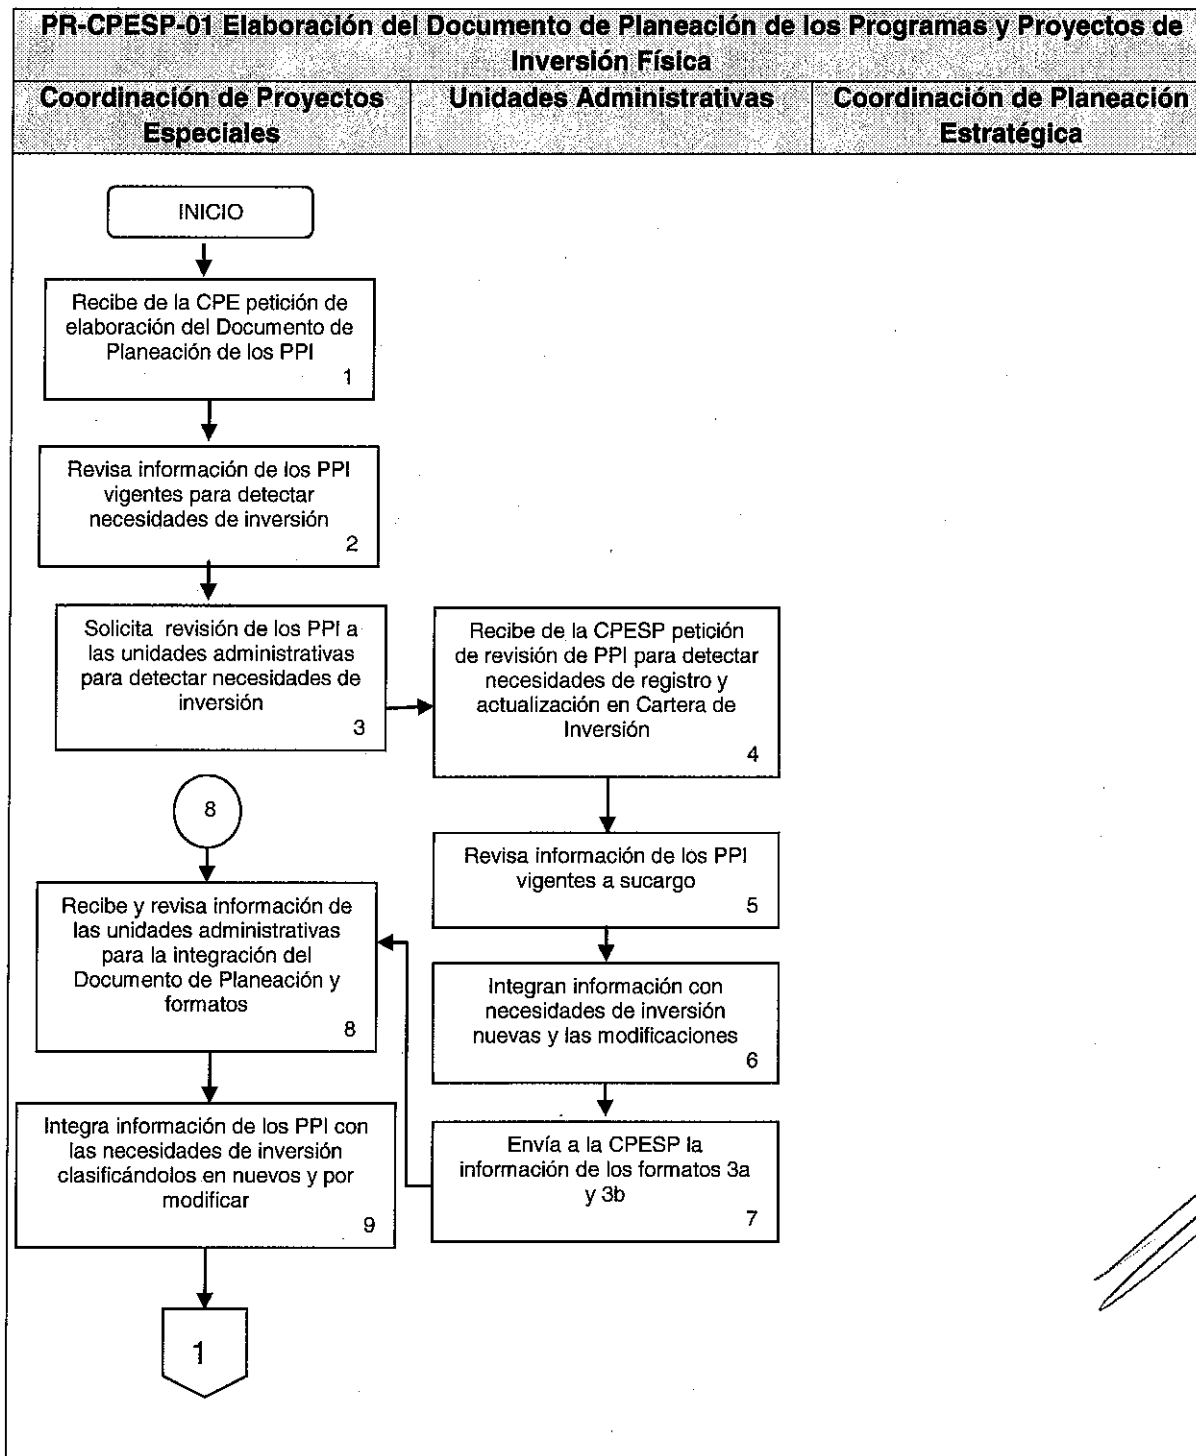 PR-CPESP-01 Elaboración del Documento de Planeación de los Programas y Proyectos de
Inversión Física
Coordinación de Proyectos
Especiales
Unidades Administrativas
Coordinación de Planeación
Estratégica
INICIO
Recibe de la CPE petición de
elaboración del Documento de
Planeación de los PPI
1
Revisa información de los PPI
vigentes para detectar
necesidades de inversión
2
Solicita revisión de los PPI a
las unidades administrativas
para detectar necesidades de
inversión
3
Recibe de la CPESP petición
de revisión de PPI para detectar
necesidades de registro y
actualización en Cartera de
Inversión
4
Revisa información de los PPI
vigentes a sucargo
5
Integran información con
necesidades de inversión
nuevas y las modificaciones
6
Envía a la CPESP la
información de los formatos 3a
y 3b
7
8
Recibe y revisa información de
las unidades administrativas
para la integración del
Documento de Planeación y
formatos
8
Integra información de los PPI con
las necesidades de inversión
clasificándolos en nuevos y por
modificar
9
1